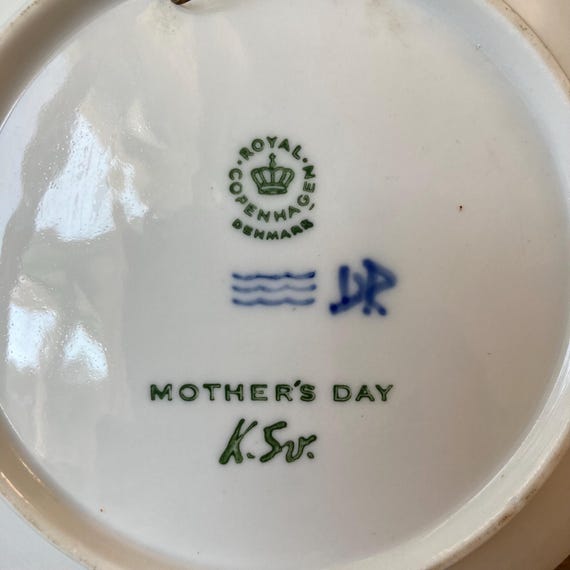 ROYAL COPENHAGEN
DENMARK
MOTHER'S DAY
K.Sv.